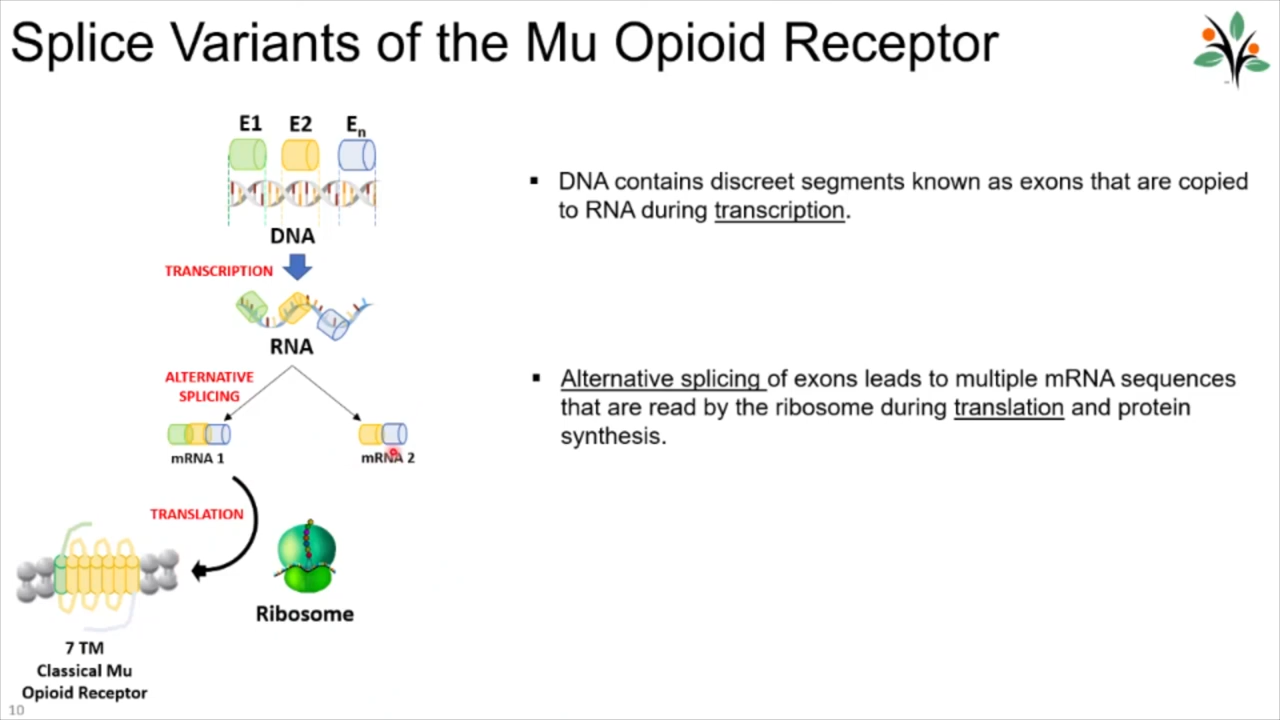 Splice Variants of the Mu Opioid Receptor
E1 E2 En
DNA
TRANSCRIPTION
RNA
ALTERNATIVE
SPLICING
mRNA 1
mRNA 2
TRANSLATION
Ribosome
7 TM
Classical Mu
Opioid Receptor
▪ DNA contains discreet segments known as exons that are copied
to RNA during transcription.
▪ Alternative splicing of exons leads to multiple mRNA sequences
that are read by the ribosome during translation and protein
synthesis.
10